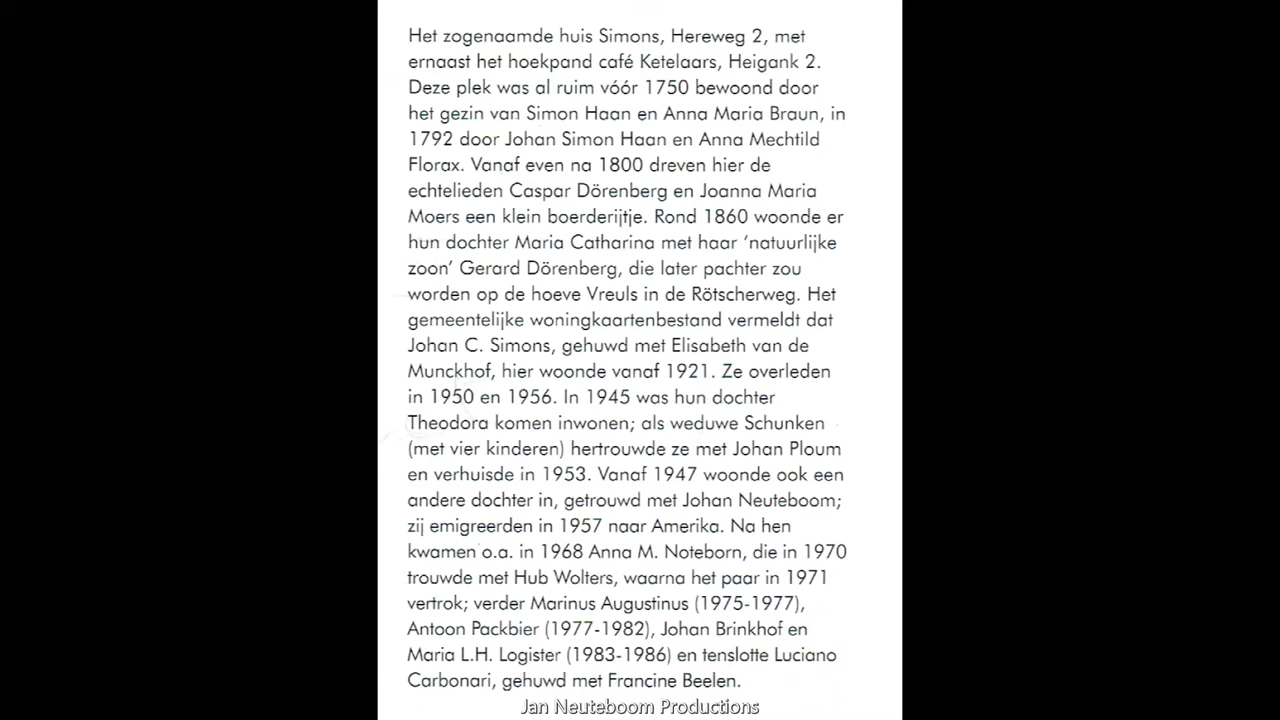 Het zogenaamde huis Simons, Hereweg 2, met
ernaast het hoekpand café Ketelaars, Heigank 2.
Deze plek was al ruim vóór 1750 bewoond door
het gezin van Simon Haan en Anna Maria Braun, in
1792 door Johan Simon Haan en Anna Mechtild
Florax. Vanaf even na 1800 dreven hier de
echtelieden Caspar Dörenberg en Joanna Maria
Moers een klein boerderijtje. Rond 1860 woonde er
hun dochter Maria Catharina met haar ‘natuurlijke
zoon’ Gerard Dörenberg, die later pachter zou
worden op de hoeve Vreuls in de Rötscherweg. Het
gemeentelijke woningkaartenbestand vermeldt dat
Johan C. Simons, gehuwd met Elisabeth van de
Munckhof, hier woonde vanaf 1921. Ze overleden
in 1950 en 1956. In 1945 was hun dochter
Theodora komen inwonen; als weduwe Schunken
(met vier kinderen) hertrouwde ze met Johan Ploum
en verhuisde in 1953. Vanaf 1947 woonde ook een
andere dochter in, getrouwd met Johan Neuteboom;
zij emigreerden in 1957 naar Amerika. Na hen
kwamen o.a. in 1968 Anna M. Noteborn, die in 1970
trouwde met Hub Wolters, waarna het paar in 1971
vertrok; verder Marinus Augustinus (1975-1977),
Antoon Packbier (1977-1982), Johan Brinkhof en
Maria L.H. Logister (1983-1986) en tenslotte Luciano
Carbonari, gehuwd met Francine Beelen.
Jan Neuteboom Productions